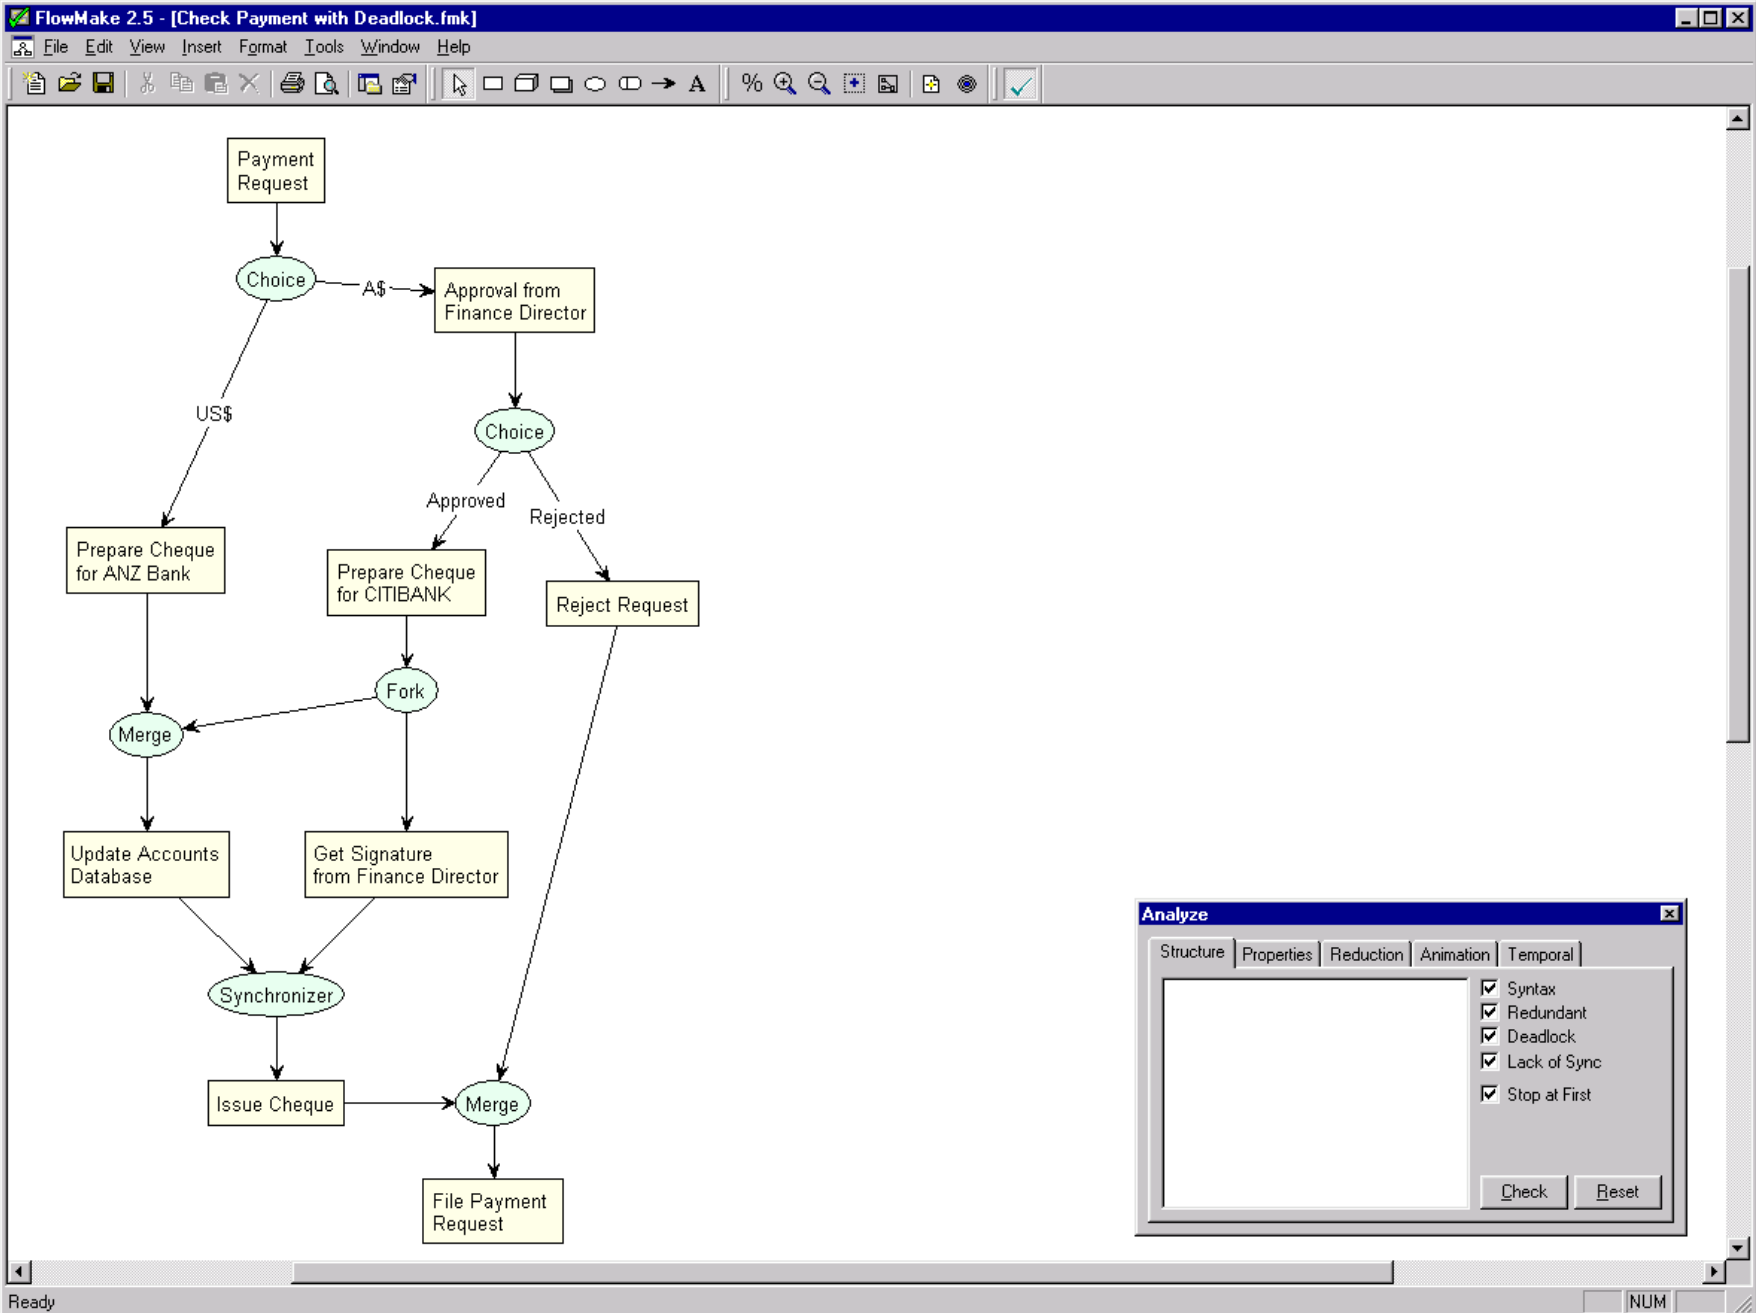 FlowMake 2.5 - [Check Payment with Deadlock.fmk]
File Edit View Insert Format Tools Window Help
A %
Payment
Request
Choice
A$
Approval from
Finance Director
US$
Choice
Approved
Rejected
Prepare Cheque
for ANZ Bank
Prepare Cheque
for CITIBANK
Reject Request
Fork
Merge
Update Accounts
Database
Get Signature
from Finance Director
Synchronizer
Issue Cheque
Merge
File Payment
Request
Analyze
Structure Properties Reduction Animation Temporal
Syntax
Redundant
Deadlock
Lack of Sync
Stop at First
Check Reset
Ready
NUM